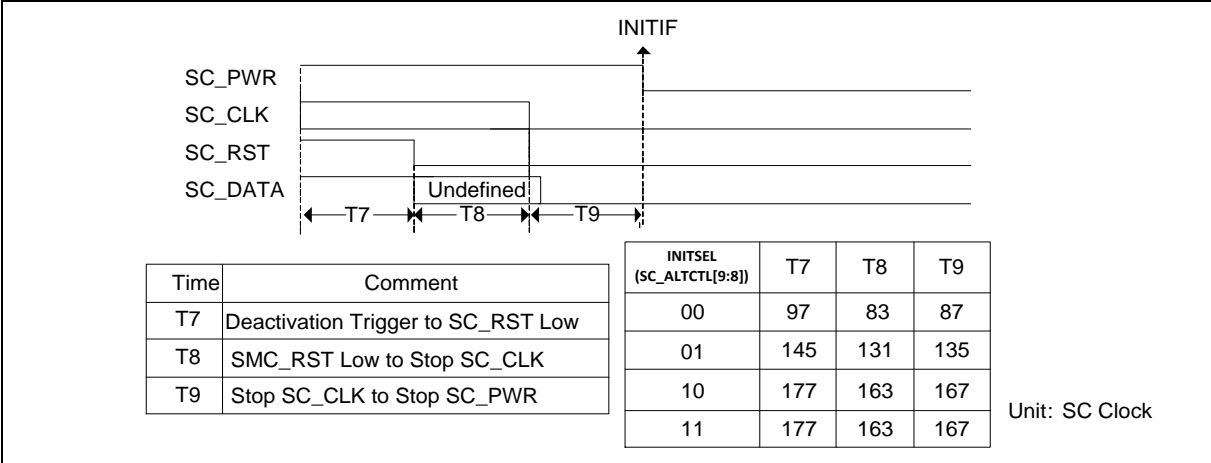 INITIF
SC_PWR
SC_CLK
SC_RST
SC_DATA
Undefined
T7 T8 T9
Time Comment
T7 Deactivation Trigger to SC_RST Low
T8 SMC_RST Low to Stop SC_CLK
T9 Stop SC_CLK to Stop SC_PWR
INITSEL
(SC_ALTCTL[9:8]) T7 T8 T9
00 97 83 87
01 145 131 135
10 177 163 167
11 177 163 167
Unit: SC Clock